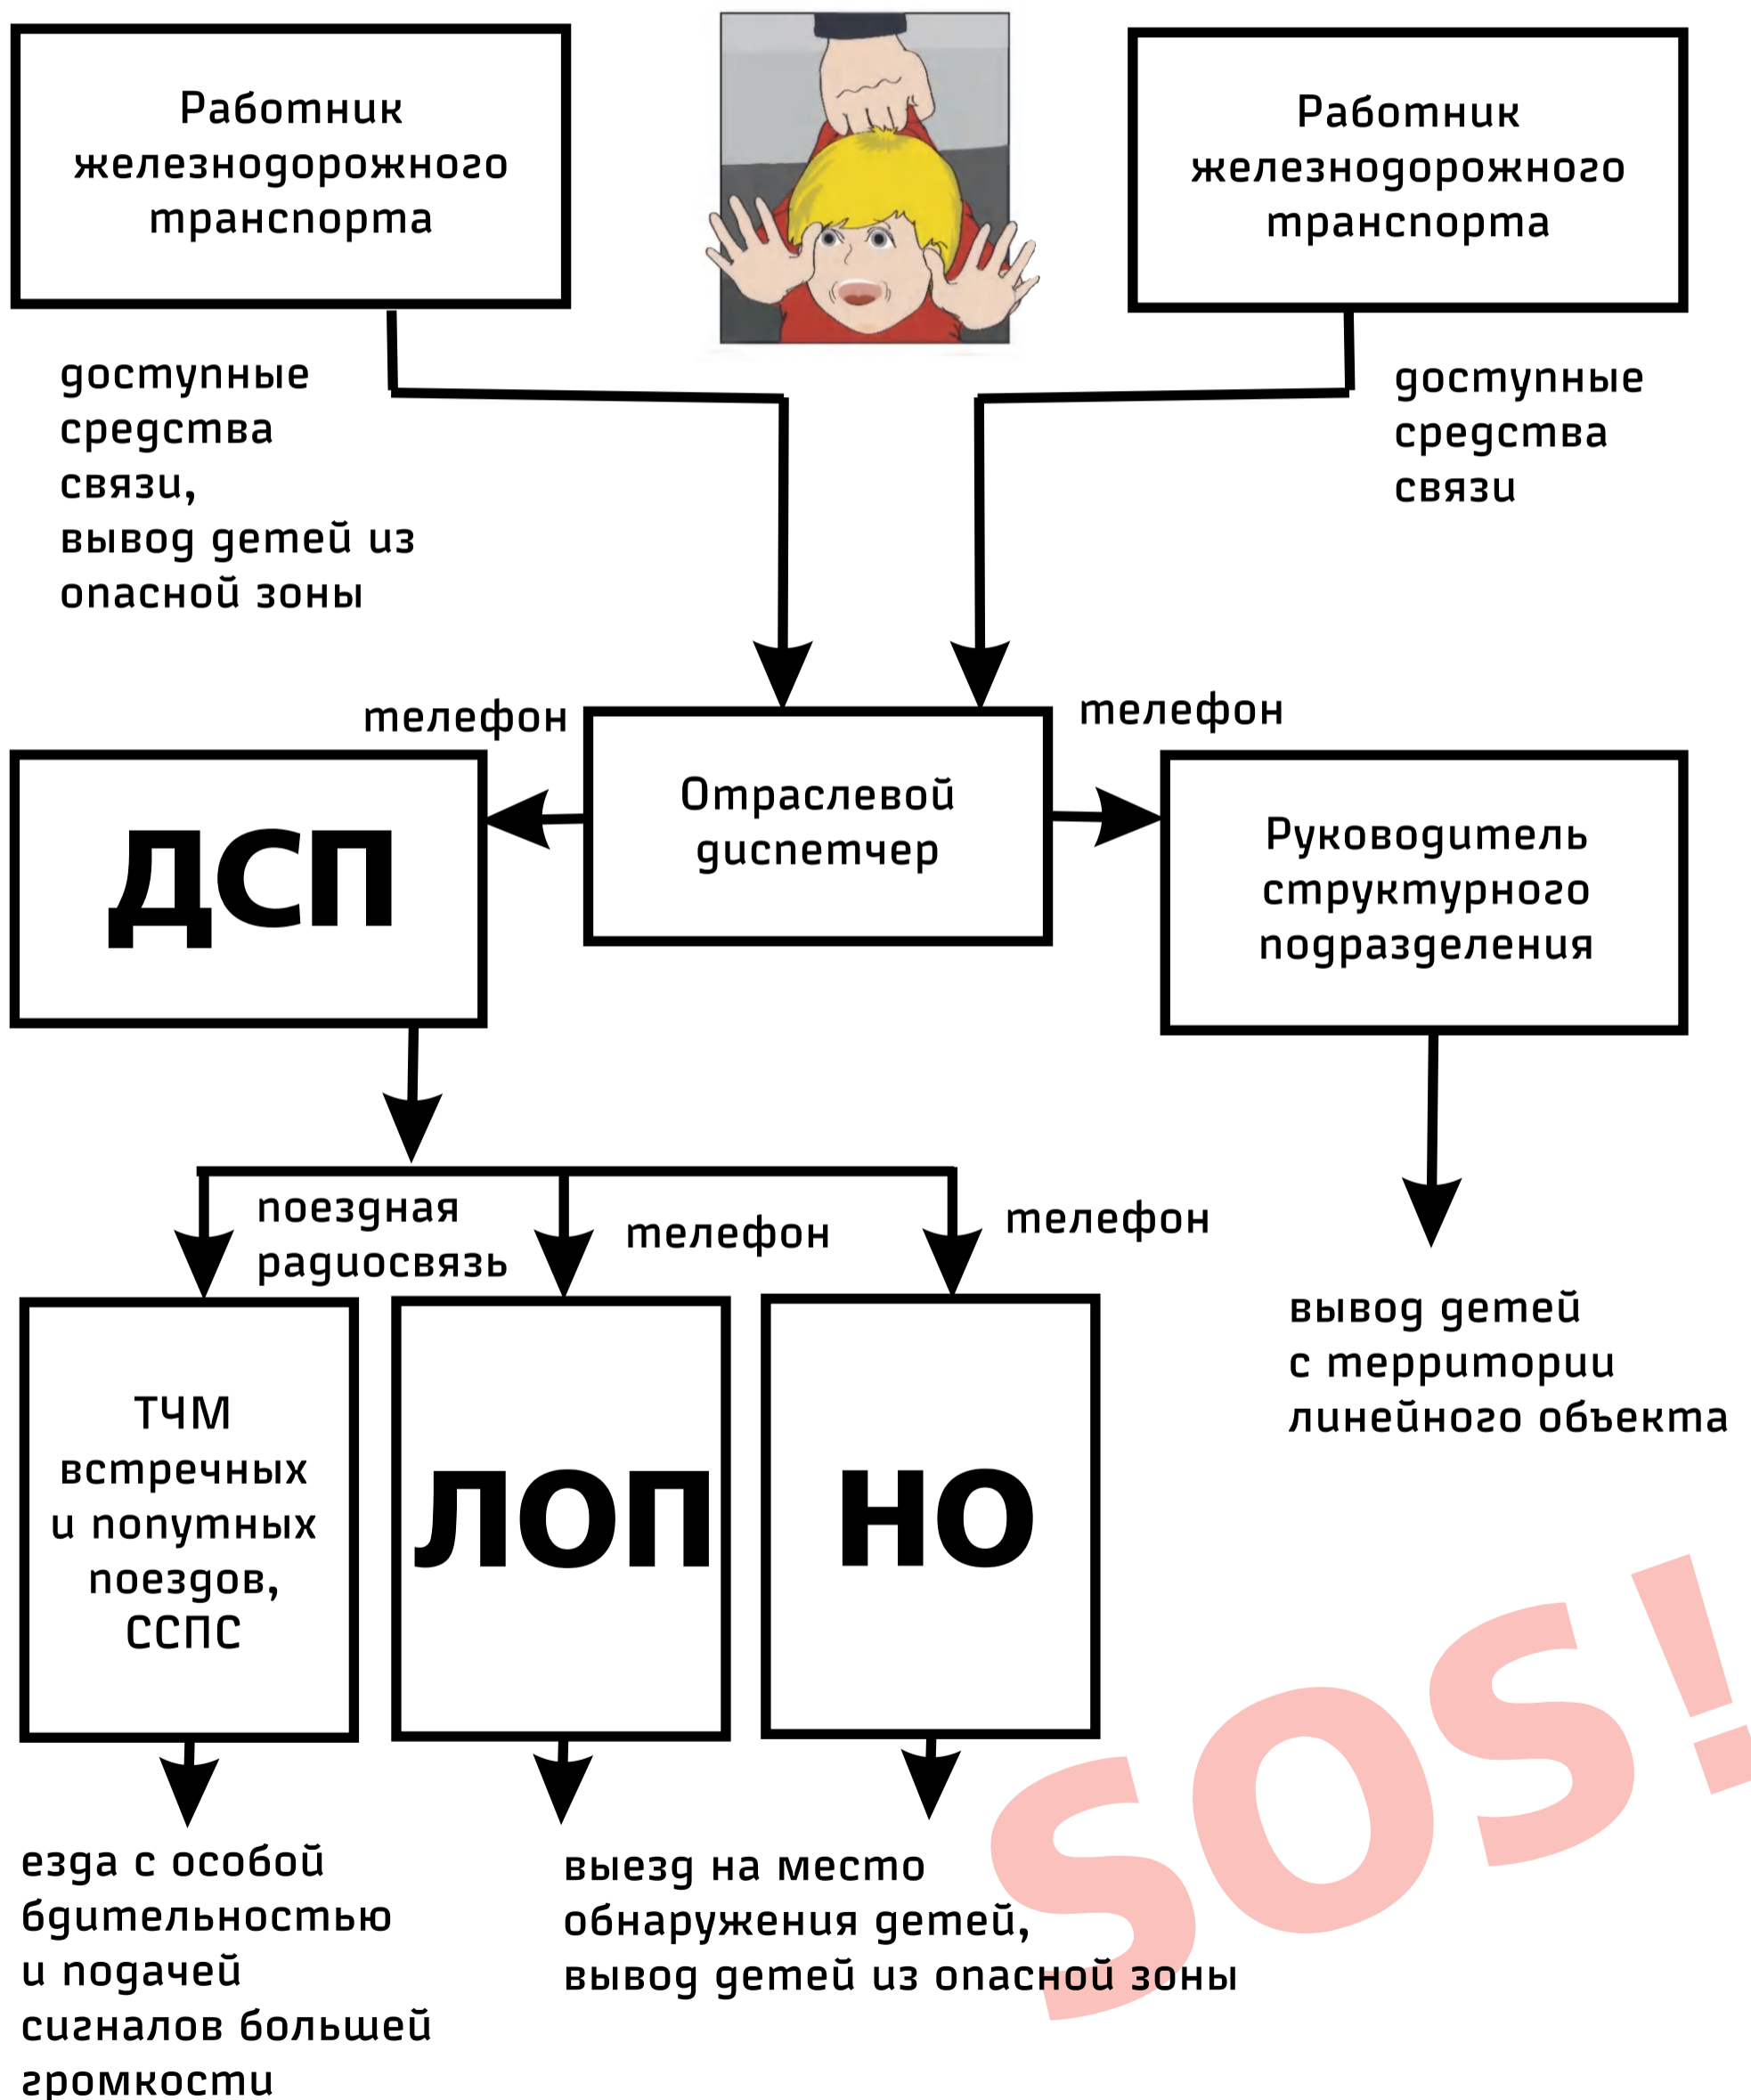 Работник
железнодорожного
транспорта
Работник
железнодорожного
транспорта
доступные
средства
связи,
вывод детей из
опасной зоны
доступные
средства
связи
телефон
телефон
ДСП
Отраслевой
диспетчер
Руководитель
структурного
подразделения
поездная
радиосвязь
телефон
телефон
ТЧМ
встречных
и попутных
поездов,
ССПС
ЛОП
НО
вывод детей
с территории
линейного объекта
езда с особой
бдительностью
и подачей
сигналов большей
громкости
выезд на место
обнаружения детей,
вывод детей из опасной зоны
SOS!